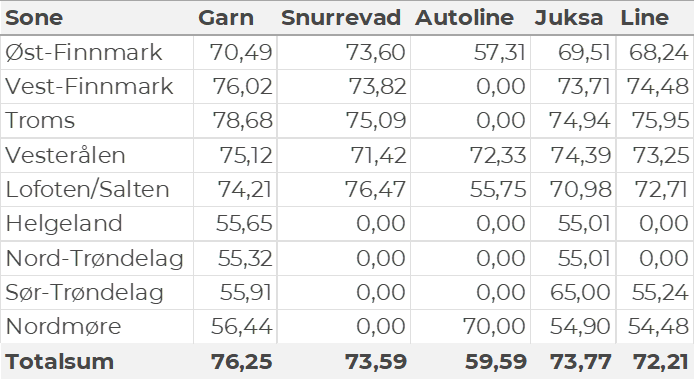 Sone Garn Snurrevad Autoline Juksa Line
Øst-Finnmark 70,49 73,60 57,31 69,51 68,24
Vest-Finnmark 76,02 73,82 0,00 73,71 74,48
Troms 78,68 75,09 0,00 74,94 75,95
Vesterålen 75,12 71,42 72,33 74,39 73,25
Lofoten/Salten 74,21 76,47 55,75 70,98 72,71
Helgeland 55,65 0,00 0,00 55,01 0,00
Nord-Trøndelag 55,32 0,00 0,00 55,01 0,00
Sør-Trøndelag 55,91 0,00 0,00 65,00 55,24
Nordmøre 56,44 0,00 70,00 54,90 54,48
Totalsum 76,25 73,59 59,59 73,77 72,21